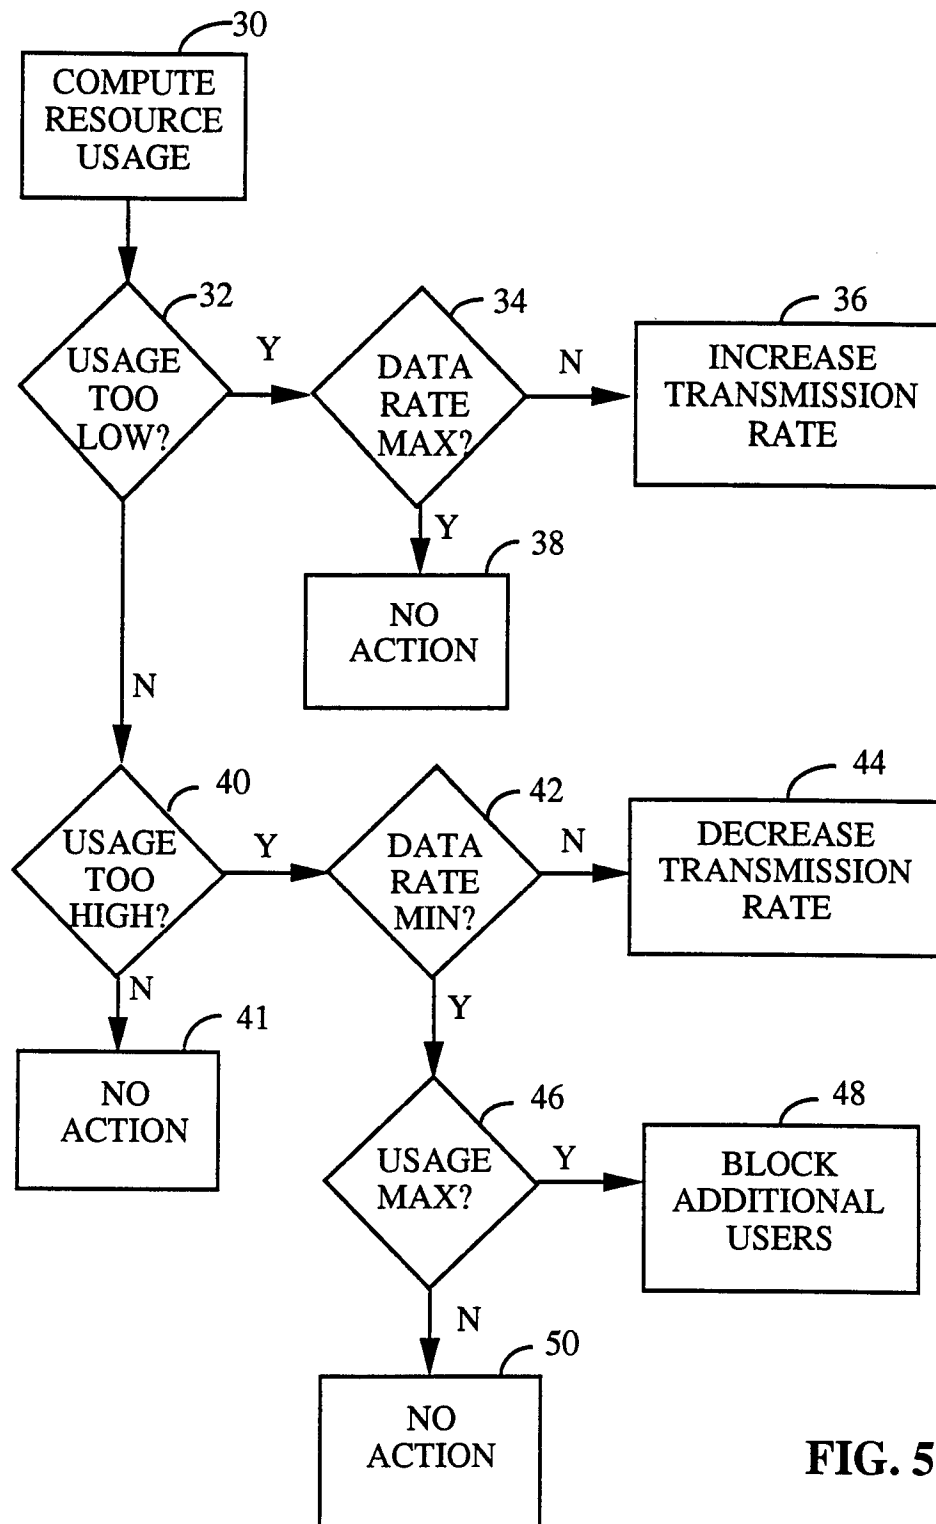 30
COMPUTE
RESOURCE
USAGE
32
USAGE
TOO
LOW?
Y
34
DATA
RATE
MAX?
N
36
INCREASE
TRANSMISSION
RATE
Y
38
NO
ACTION
N
40
USAGE
TOO
HIGH?
Y
42
DATA
RATE
MIN?
N
44
DECREASE
TRANSMISSION
RATE
N
41
NO
ACTION
Y
46
USAGE
MAX?
Y
48
BLOCK
ADDITIONAL
USERS
N
50
NO
ACTION
FIG. 5